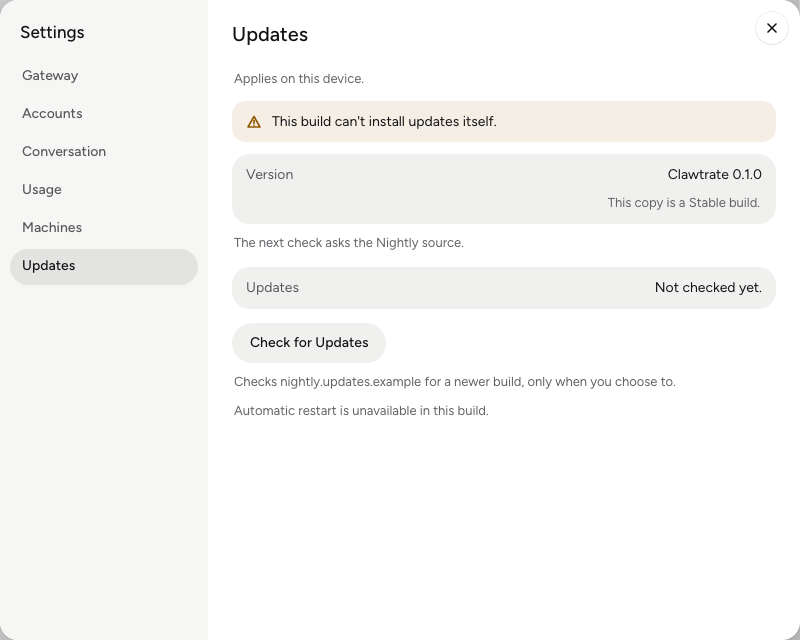 Settings
Gateway
Accounts
Conversation
Usage
Machines
Updates
Updates
Applies on this device.
This build can't install updates itself.
Version
Clawtrate 0.1.0
This copy is a Stable build.
The next check asks the Nightly source.
Updates
Not checked yet.
Check for Updates
Checks nightly.updates.example for a newer build, only when you choose to.
Automatic restart is unavailable in this build.